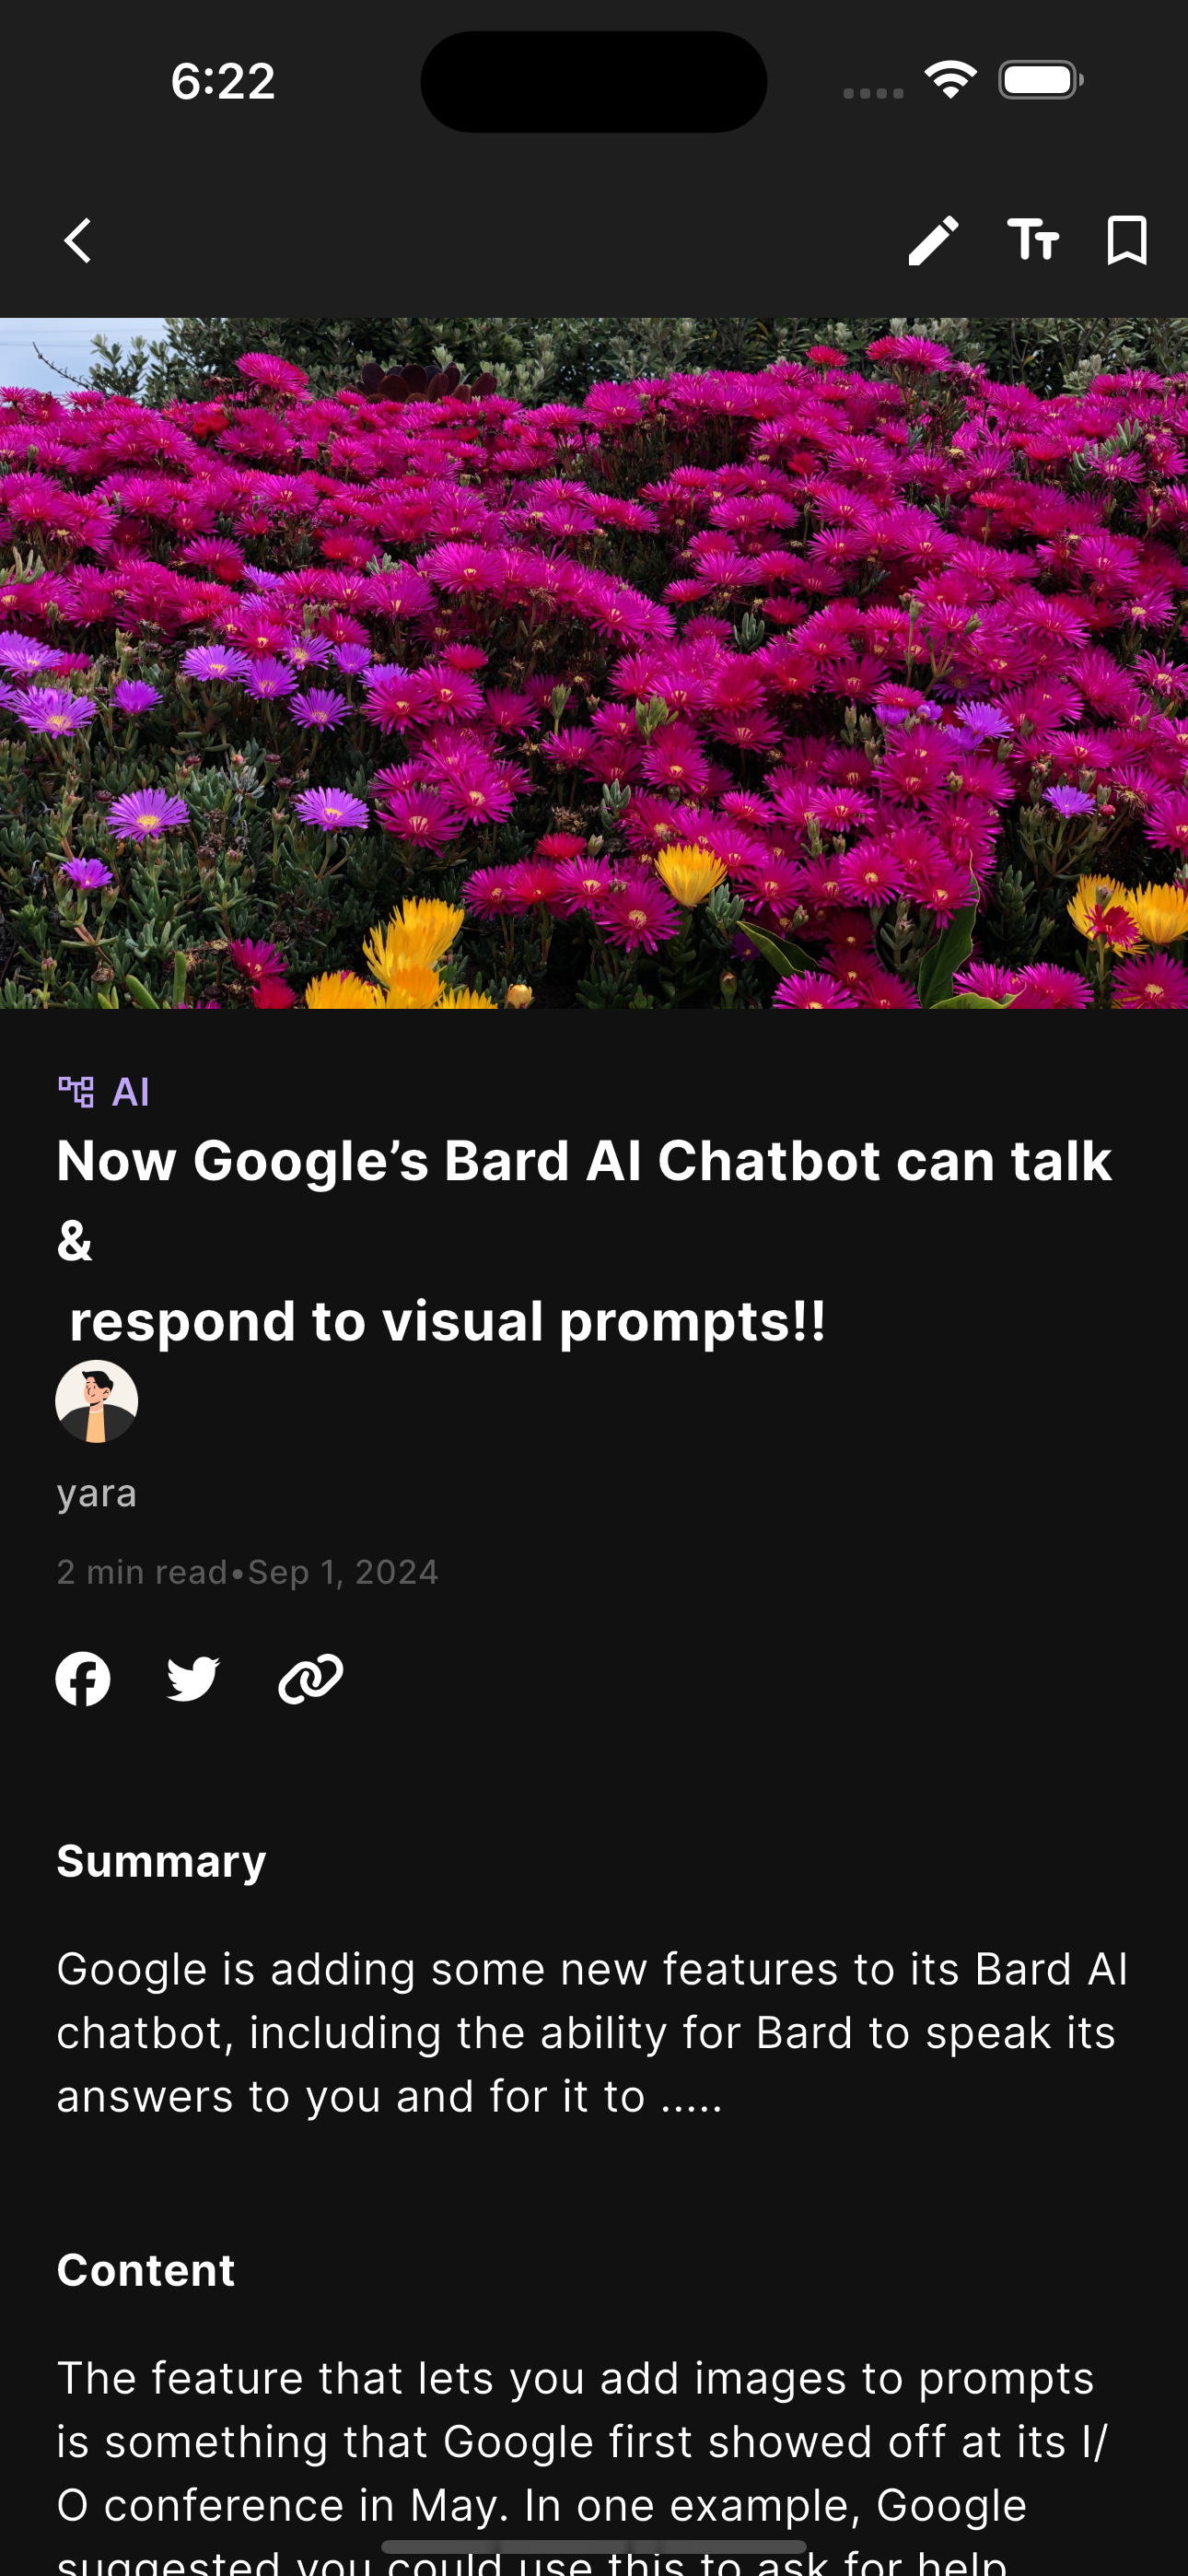 6:22
AI
Now Google’s Bard AI Chatbot can talk
&
respond to visual prompts!!
yara
2 min read•Sep 1, 2024
Summary
Google is adding some new features to its Bard AI
chatbot, including the ability for Bard to speak its
answers to you and for it to .....
Content
The feature that lets you add images to prompts
is something that Google first showed off at its I/
O conference in May. In one example, Google
suggested you could use this to ask for help